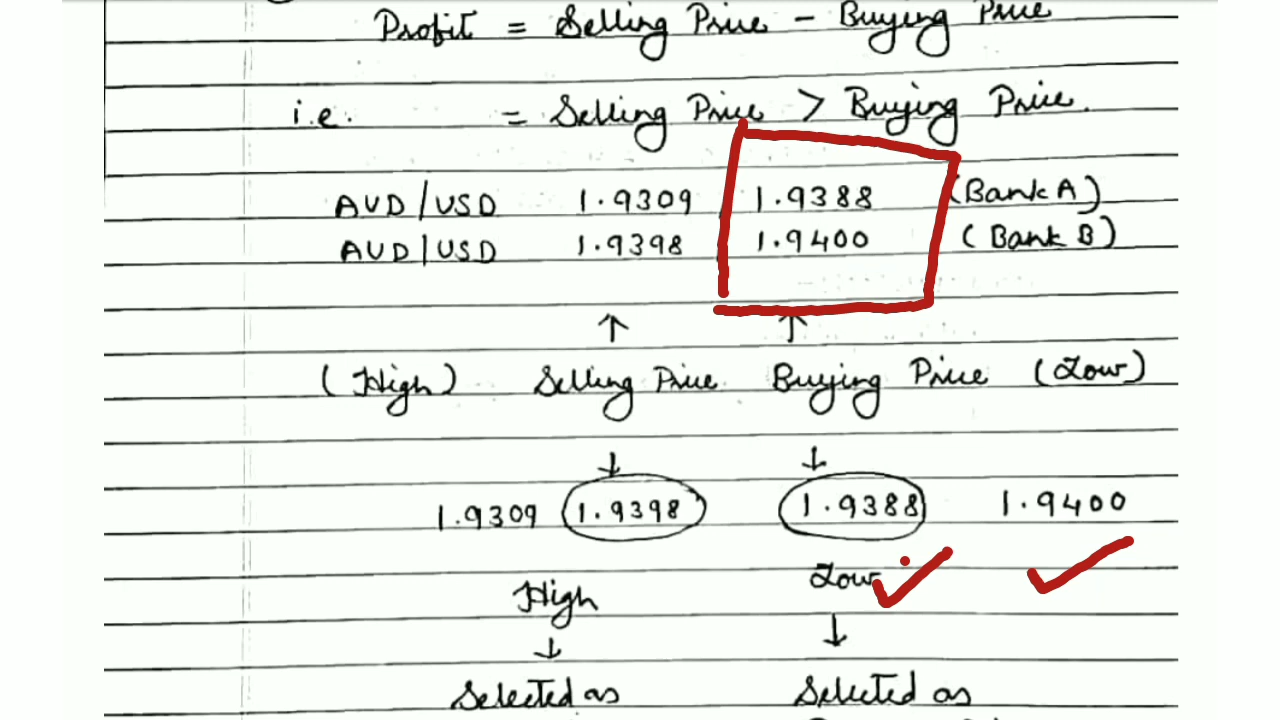 Profit = Selling Price - Buying Price
i.e. = Selling Price > Buying Price.
AUD/USD 1.9309 1.9388 (Bank A)
AUD/USD 1.9398 1.9400 (Bank B)
↑ ↑
(High) Selling Price Buying Price (Low)
↓ ↓
1.9309 1.9398 1.9388 1.9400
High Low
↓ ↓
Selected as Selected as